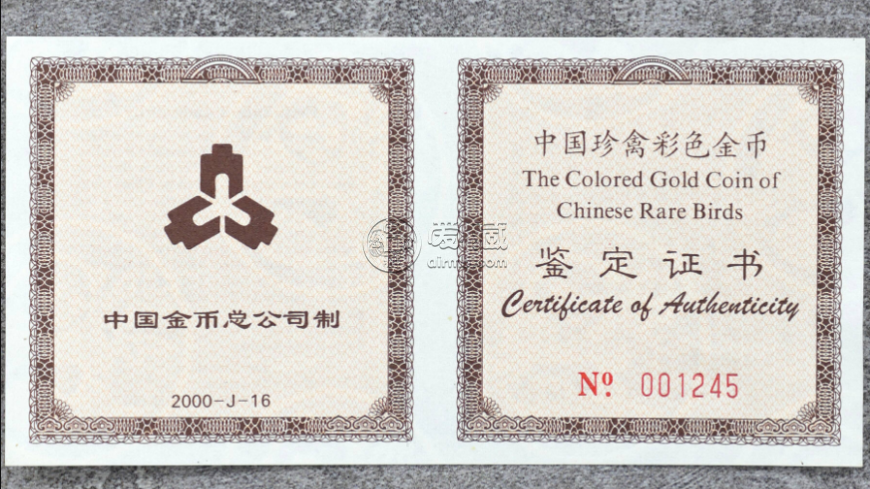 中国金币总公司制
2000-J-16
中国珍禽彩色金币
The Colored Gold Coin of
Chinese Rare Birds
鉴定证书
Certificate of Authenticity
Nº. 001245